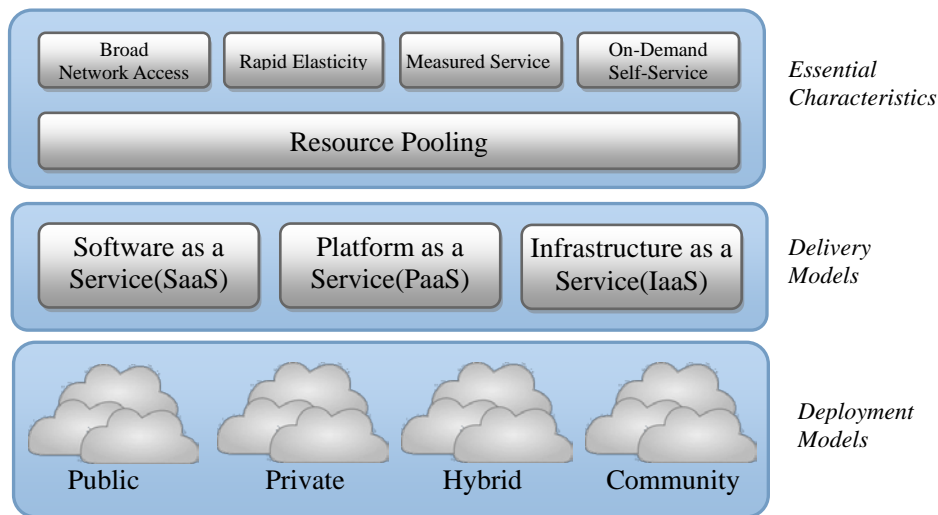 Broad
Network Access
Rapid Elasticity
Measured Service
On-Demand
Self-Service
Resource Pooling
Essential
Characteristics
Software as a
Service(SaaS)
Platform as a
Service(PaaS)
Infrastructure as a
Service(IaaS)
Delivery
Models
Public
Private
Hybrid
Community
Deployment
Models